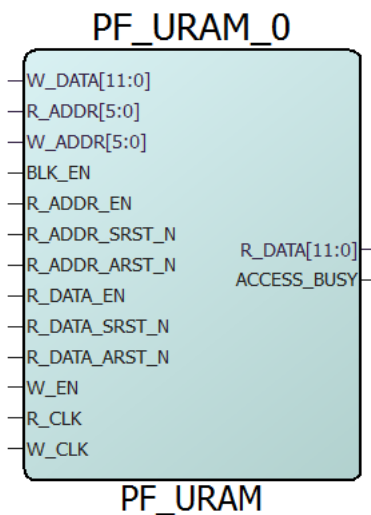 PF_URAM_0
W_DATA[11:0]
R_ADDR[5:0]
W_ADDR[5:0]
BLK_EN
R_ADDR_EN
R_ADDR_SRST_N
R_ADDR_ARST_N
R_DATA_EN
R_DATA_SRST_N
R_DATA_ARST_N
W_EN
R_CLK
W_CLK
R_DATA[11:0]
ACCESS_BUSY
PF_URAM